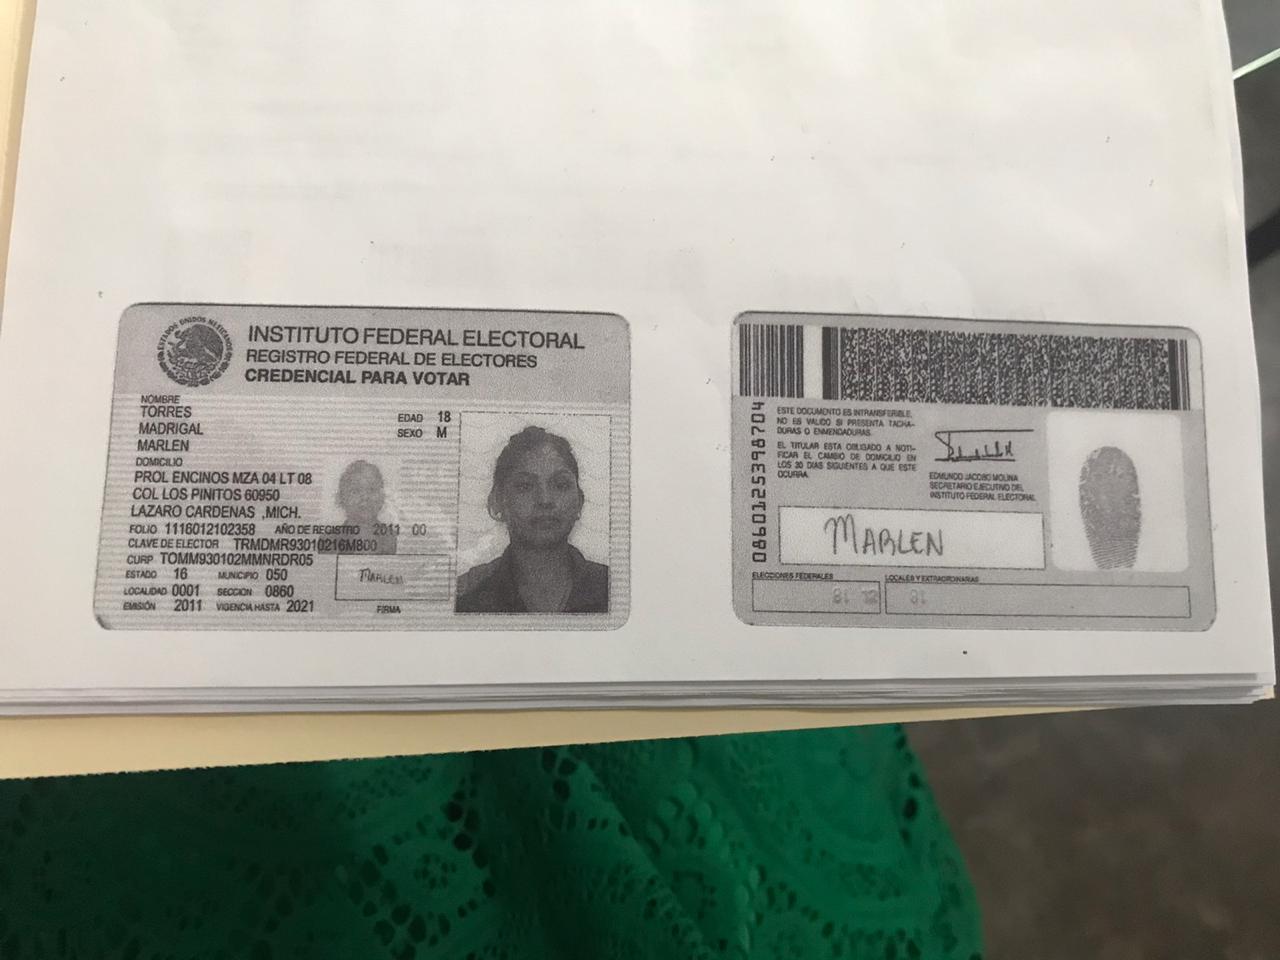 ESTADOS UNIDOS MEXICANOS
INSTITUTO FEDERAL ELECTORAL
REGISTRO FEDERAL DE ELECTORES
CREDENCIAL PARA VOTAR
NOMBRE
TORRES
MADRIGAL
MARLEN
EDAD 18
SEXO M
DOMICILIO
PROL ENCINOS MZA 04 LT 08
COL LOS PINITOS 60950
LAZARO CARDENAS ,MICH.
FOLIO 1116012102358 AÑO DE REGISTRO 2011 00
CLAVE DE ELECTOR TRMDMR93010216M800
CURP TOMM930102MMNRDR05
ESTADO 16 MUNICIPIO 050
LOCALIDAD 0001 SECCION 0860
EMISIÓN 2011 VIGENCIA HASTA 2021
MARLEN
FIRMA
0860125398704
ESTE DOCUMENTO ES INTRANSFERIBLE,
NO ES VALIDO SI PRESENTA TACHA-
DURAS O ENMENDADURAS.
EL TITULAR ESTA OBLIGADO A NOTI-
FICAR EL CAMBIO DE DOMICILIO EN
LOS 30 DIAS SIGUIENTES A QUE ESTE
OCURRA.
EDMUNDO JACOBO MOLINA
SECRETARIO EJECUTIVO DEL
INSTITUTO FEDERAL ELECTORAL
MARLEN
ELECCIONES FEDERALES
LOCALES Y EXTRAORDINARIAS